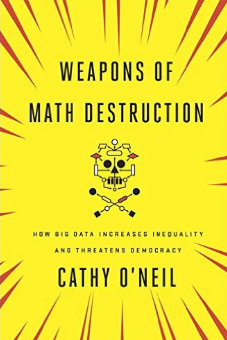 WEAPONS OF
MATH DESTRUCTION
HOW BIG DATA INCREASES INEQUALITY
AND THREATENS DEMOCRACY
CATHY O'NEIL